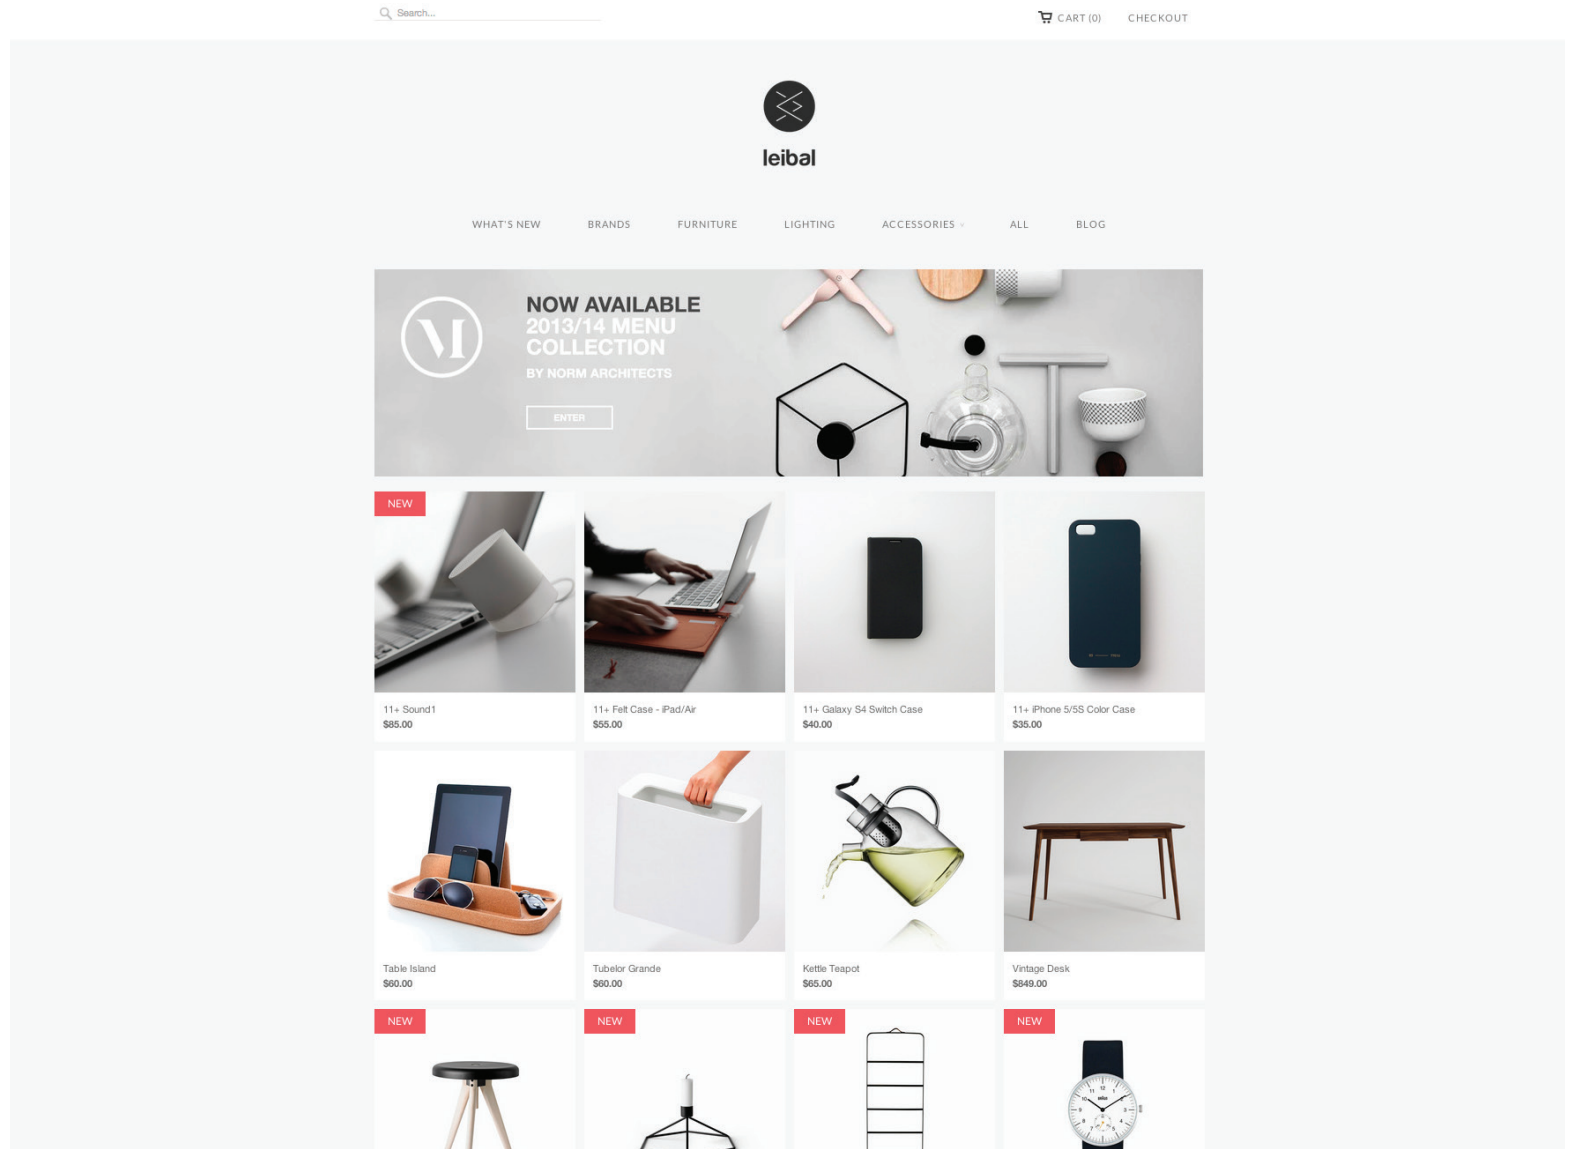 Search...
CART (0)
CHECKOUT
leibal
WHAT'S NEW
BRANDS
FURNITURE
LIGHTING
ACCESSORIES
ALL
BLOG
NOW AVAILABLE
2013/14 MENU
COLLECTION
BY NORM ARCHITECTS
ENTER
NEW
11+ Sound1
$85.00
11+ Felt Case - iPad/Air
$55.00
11+ Galaxy S4 Switch Case
$40.00
11+ iPhone 5/5S Color Case
$35.00
Table Island
$60.00
Tubelor Grande
$60.00
Kettle Teapot
$65.00
Vintage Desk
$849.00
NEW
NEW
NEW
NEW